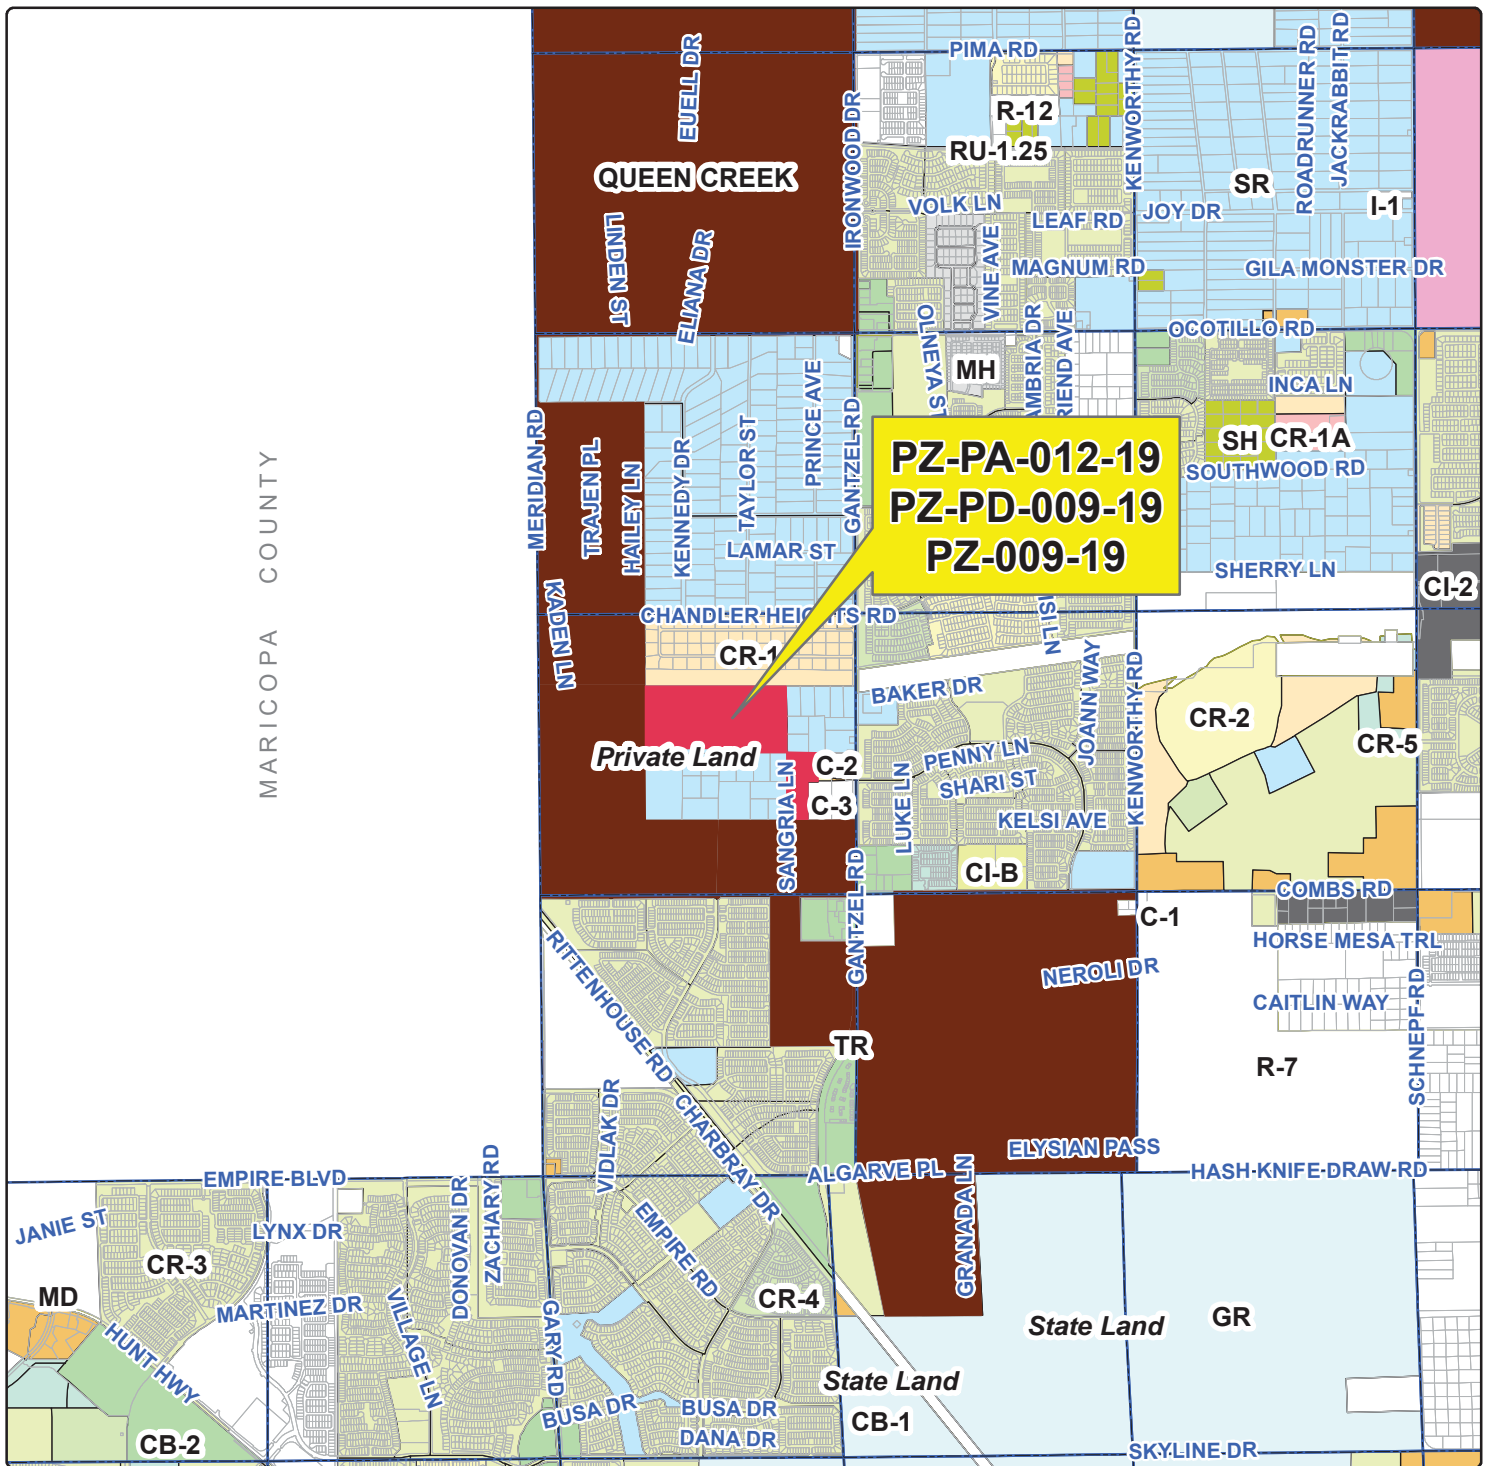 PIMA RD
EUELL DR
IRONWOOD DR
KENWORTHY RD
ROADRUNNER RD
JACKRABBIT RD
R-12
RU-1.25
QUEEN CREEK
SR
I-1
VOLK LN
LEAF RD
JOY DR
LINDEN ST
ELIANA DR
VINE AVE
MAGNUM RD
GILA MONSTER DR
OLNEYA ST
OCOTILLO RD
MH
INCA LN
PRINCE AVE
MERIDIAN RD
TRAJEN PL
HAILEY LN
KENNEDY DR
TAYLOR ST
GANTZEL RD
SH
CR-1A
SOUTHWOOD RD
PZ-PA-012-19
PZ-PD-009-19
PZ-009-19
MARICOPA COUNTY
LAMAR ST
SHERRY LN
CI-2
KADEN LN
CHANDLER HEIGHTS RD
CR-1
BAKER DR
JOANN WAY
KENWORTHY RD
CR-2
CR-5
Private Land
C-2
PENNY LN
SHARI ST
C-3
SANGRIA LN
LUKE LN
KELSI AVE
CI-B
GANTZEL RD
COMBS RD
C-1
HORSE MESA TRL
RITTENHOUSE RD
NEROLI DR
CAITLIN WAY
SCHNEPF RD
TR
R-7
VIDLAK DR
CHARBRAY DR
ELYSIAN PASS
EMPIRE BLVD
ZACHARY RD
ALGARVE PL
HASH KNIFE DRAW RD
JANIE ST
LYNX DR
DONOVAN DR
EMPIRE RD
GRANADA LN
CR-3
MD
MARTINEZ DR
VILLAGE LN
GARY RD
CR-4
State Land
GR
HUNT HWY
State Land
BUSA DR
BUSA DR
CB-1
DANA DR
CB-2
SKYLINE DR